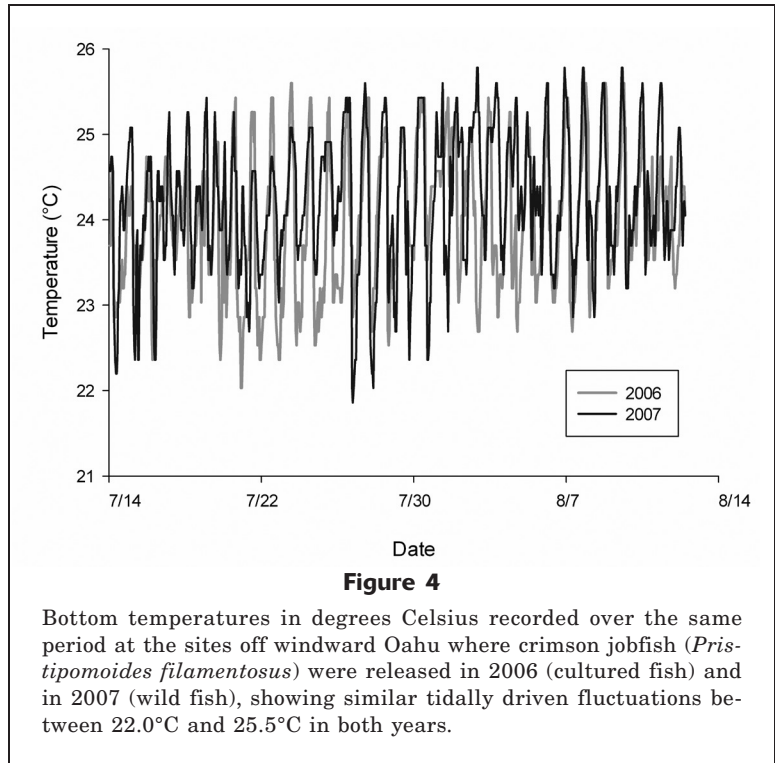 26
25
24
23
22
21
Temperature (°C)
2006
2007
7/14
7/22
7/30
8/7
8/14
Date
Figure 4
Bottom temperatures in degrees Celsius recorded over the same
period at the sites off windward Oahu where crimson jobfish (Pris-
tipomoides filamentosus) were released in 2006 (cultured fish) and
in 2007 (wild fish), showing similar tidally driven fluctuations be-
tween 22.0°C and 25.5°C in both years.